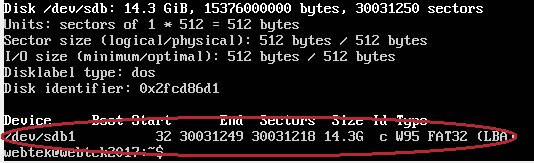 Disk /dev/sdb: 14.3 GiB, 15376000000 bytes, 30031250 sectors
Units: sectors of 1 * 512 = 512 bytes
Sector size (logical/physical): 512 bytes / 512 bytes
I/O size (minimum/optimal): 512 bytes / 512 bytes
Disklabel type: dos
Disk identifier: 0x2fcd86d1
Device Boot Start End Sectors Size Id Type
/dev/sdb1 32 30031249 30031218 14.3G c W95 FAT32 (LBA
webtek@webtek2017:~$